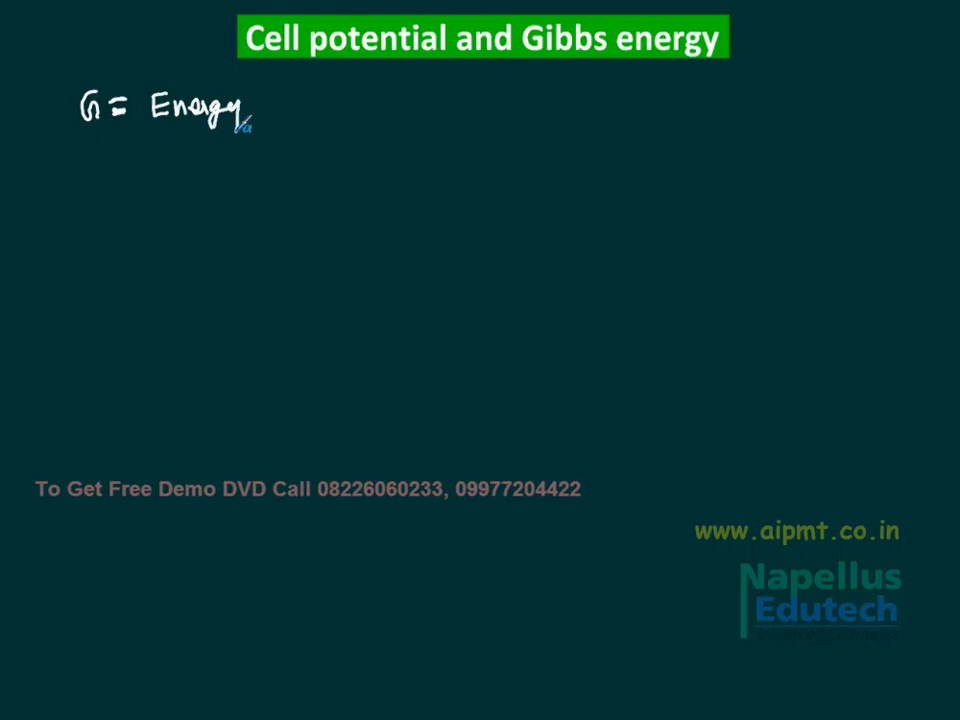 Cell potential and Gibbs energy
G = Energy
To Get Free Demo DVD Call 08226060233, 09977204422
www.aipmt.co.in
Napellus
Edutech